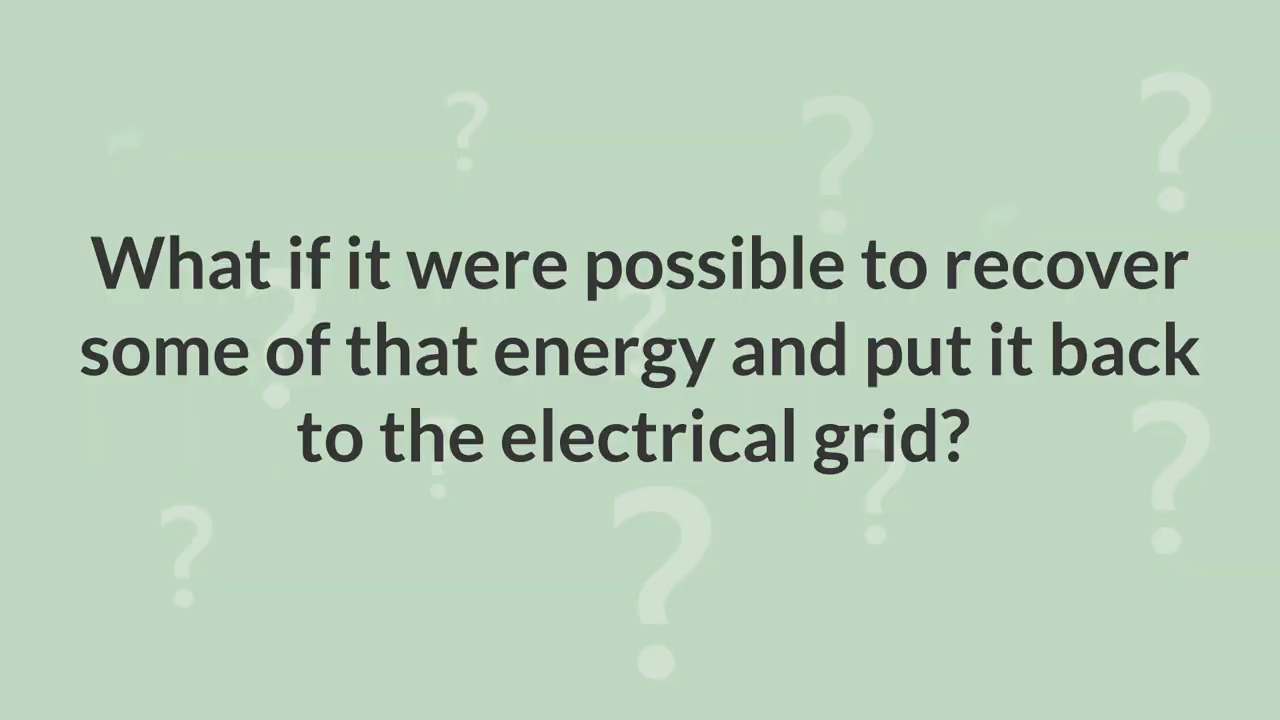 What if it were possible to recover
some of that energy and put it back
to the electrical grid?